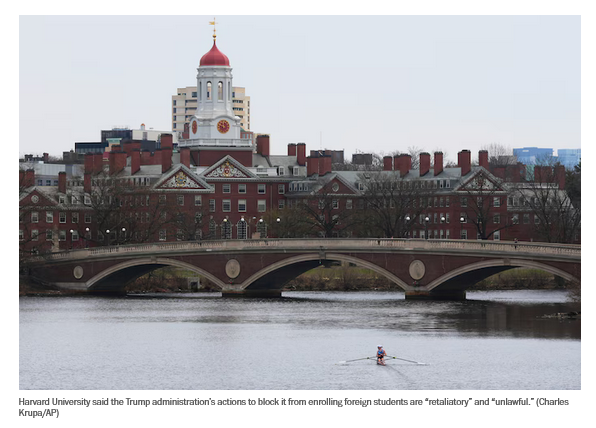 Harvard University said the Trump administration's actions to block it from enrolling foreign students are “retaliatory” and “unlawful.” (Charles
Krupa/AP)